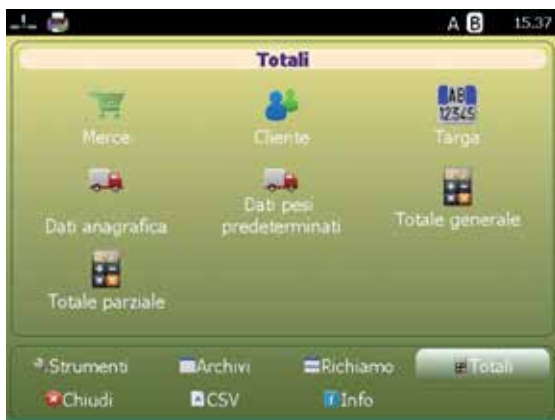 A B 15.37
Totali
Merce Cliente Targa
AB
12345
Dati anagrafica
Dati pesi
predeterminati
Totale generale
Totale parziale
Strumenti Archivi Richiamo Totali
Chiudi CSV Info